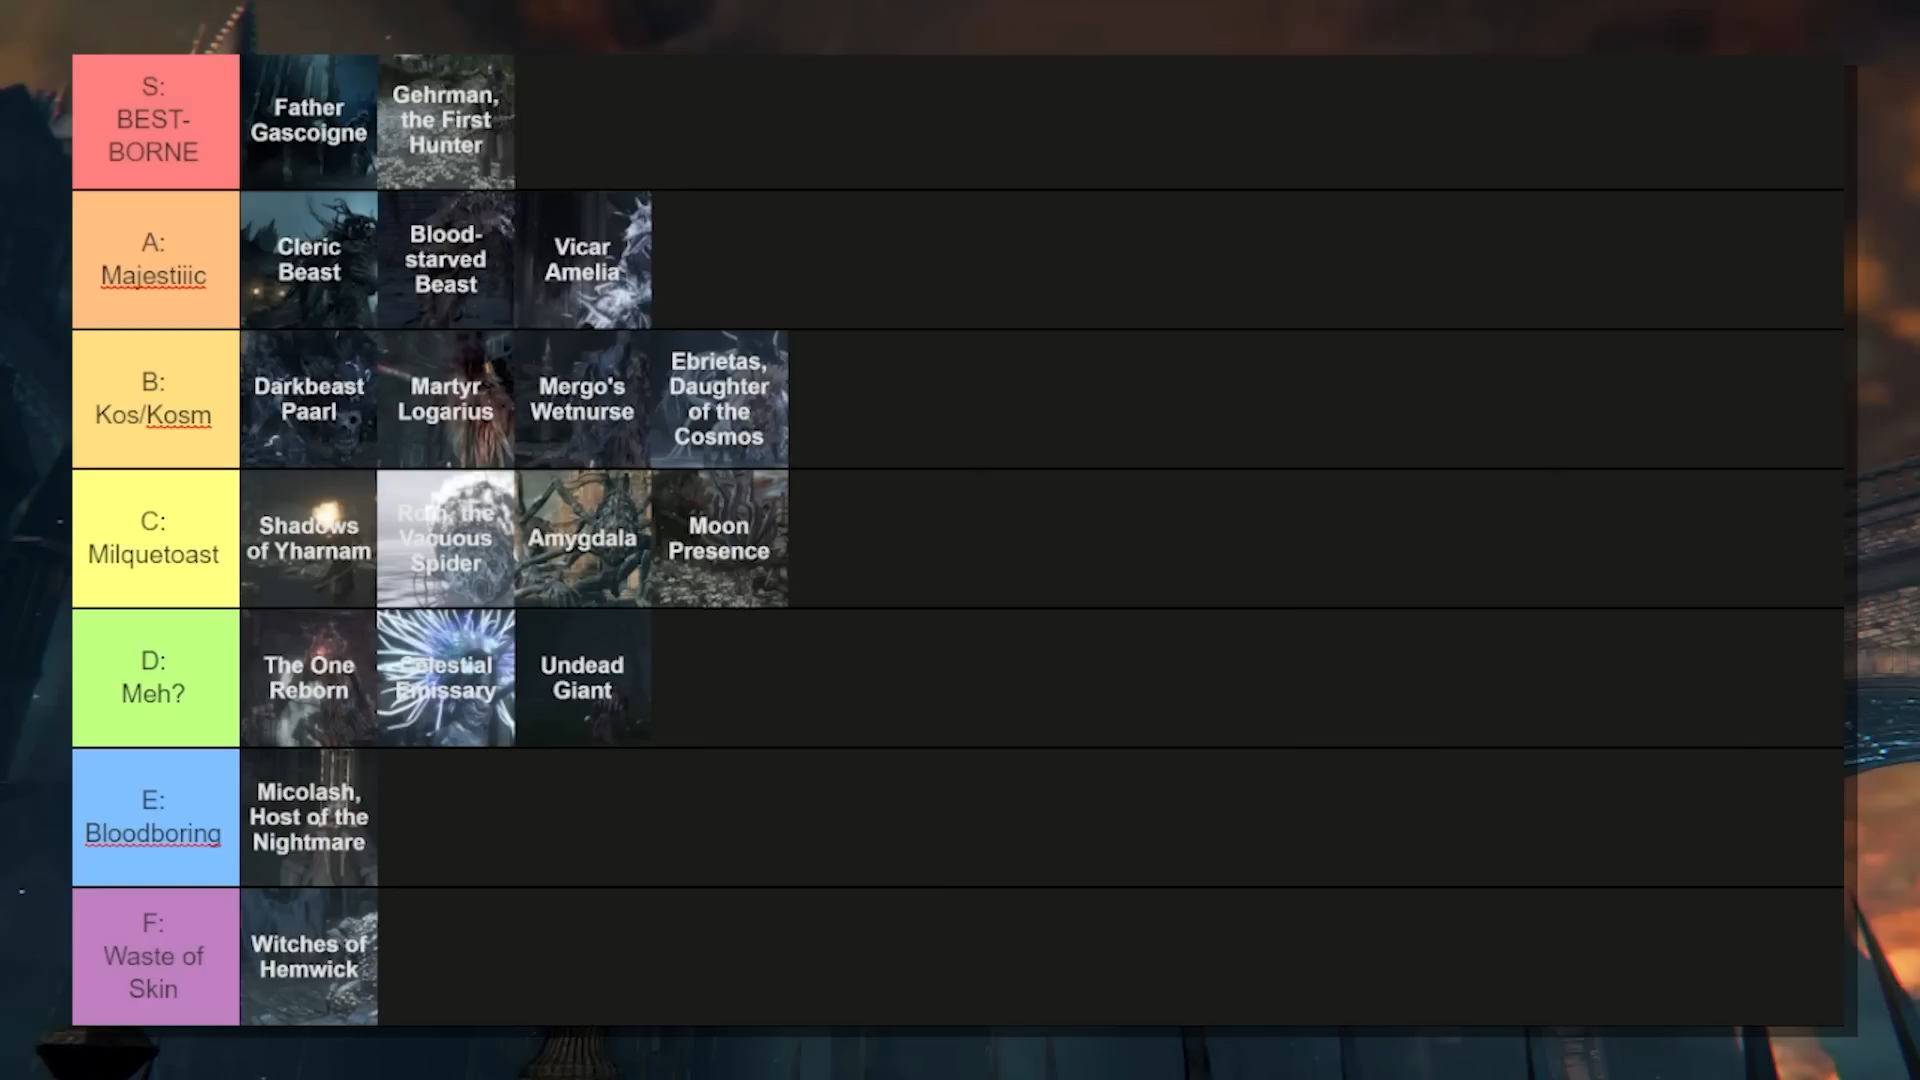 S:
BEST-
BORNE
Father
Gascoigne
Gehrman,
the First
Hunter
A:
Majestiiic
Cleric
Beast
Blood-
starved
Beast
Vicar
Amelia
B:
Kos/Kosm
Darkbeast
Paarl
Martyr
Logarius
Mergo's
Wetnurse
Ebrietas,
Daughter
of the
Cosmos
C:
Milquetoast
Shadows
of Yharnam
Rom, the
Vacuous
Spider
Amygdala
Moon
Presence
D:
Meh?
The One
Reborn
Celestial
Emissary
Undead
Giant
E:
Bloodboring
Micolash,
Host of the
Nightmare
F:
Waste of
Skin
Witches of
Hemwick